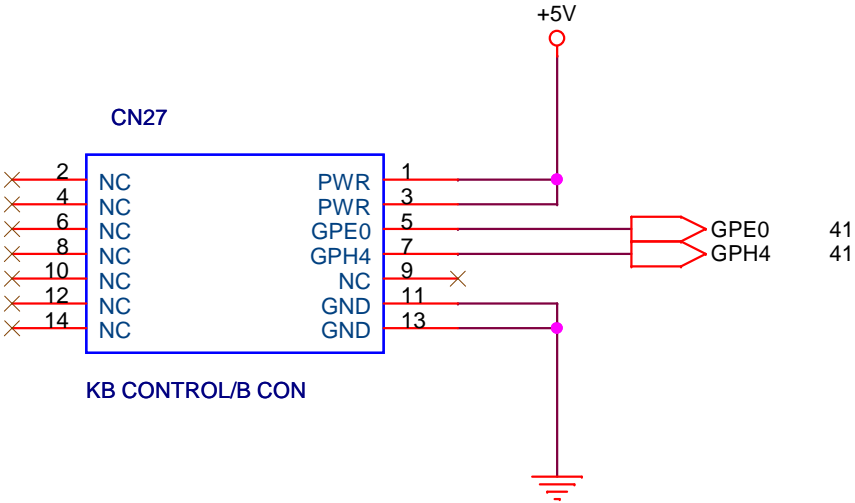 +5V
CN27
2 NC PWR 1
4 NC PWR 3
6 NC GPE0 5 GPE0 41
8 NC GPH4 7 GPH4 41
10 NC NC 9
12 NC GND 11
14 NC GND 13
KB CONTROL/B CON